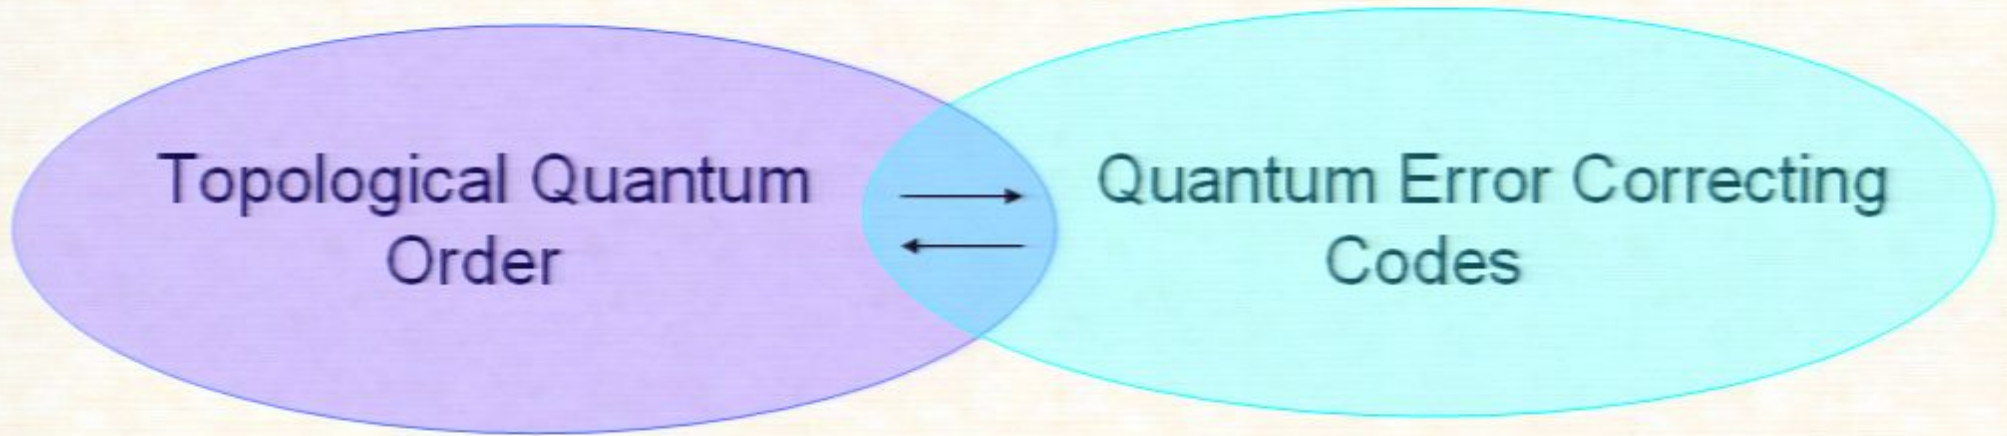 Topological Quantum
Order
Quantum Error Correcting
Codes